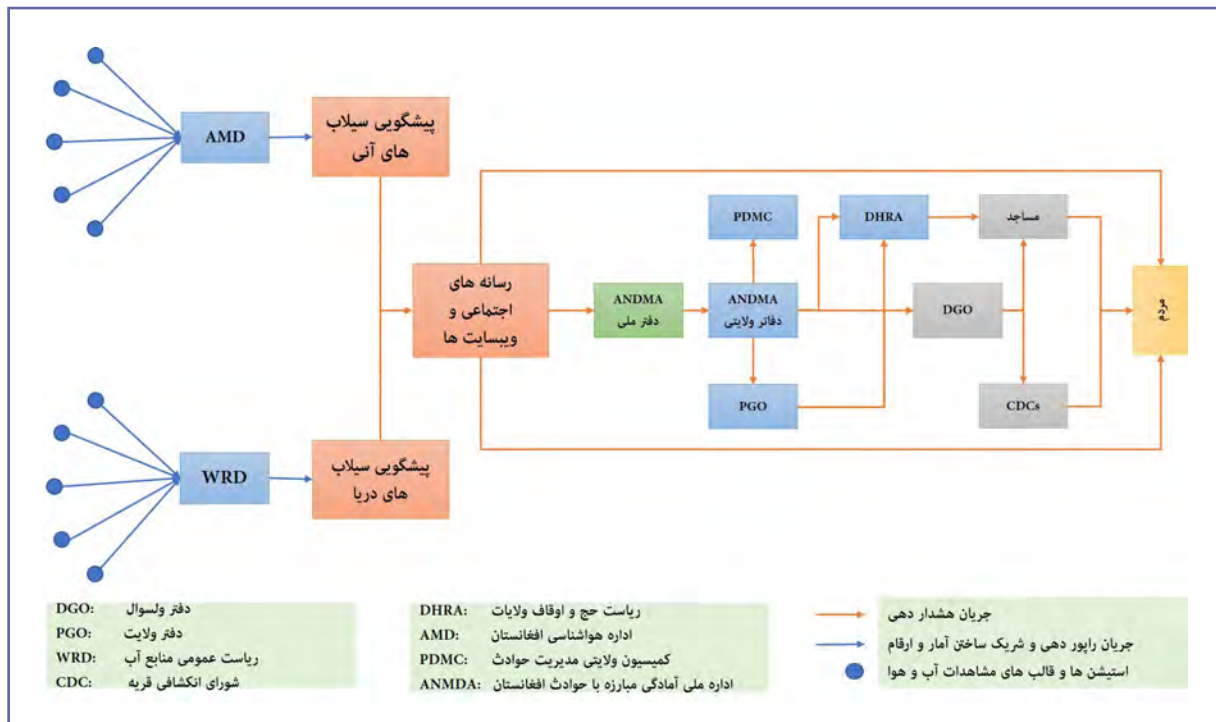 AMD
پیشگویی سیلاب
های آنی
PDMC
DHRA
مساجد
رسانه های
اجتماعی و
ویبسایت ها
ANDMA
دفتر ملی
ANDMA
دفاتر ولایتی
DGO
مردم
PGO
CDCs
WRD
پیشگویی سیلاب
های دریا
DGO: دفتر ولسوال
PGO: دفتر ولایت
WRD: ریاست عمومی منابع آب
CDC: شورای انکشافی قریه
DHRA: ریاست حج و اوقاف ولایات
AMD: اداره هواشناسی افغانستان
PDMC: کمیسیون ولایتی مدیریت حوادث
ANMDA: اداره ملی آمادگی مبارزه با حوادث افغانستان
جریان هشدار دهی
جریان راپور دهی و شریک ساختن آمار و ارقام
استیشن ها و قالب های مشاهدات آب و هوا